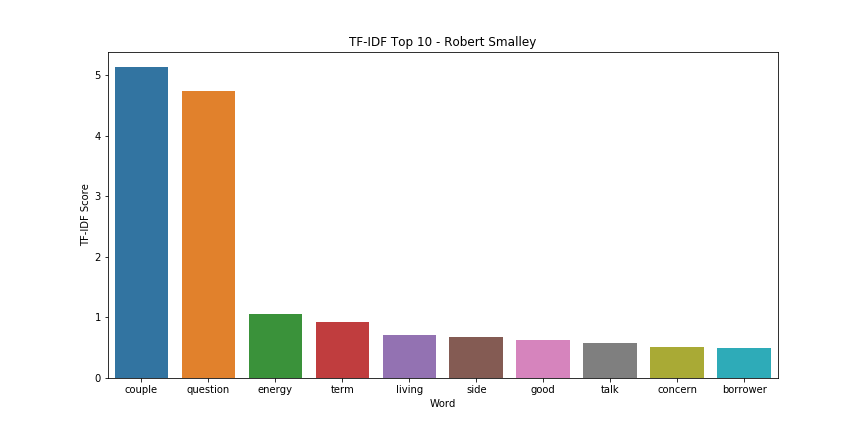 TF-IDF Top 10 - Robert Smalley
TF-IDF Score
5
4
3
2
1
0
couple question energy term living side good talk concern borrower
Word